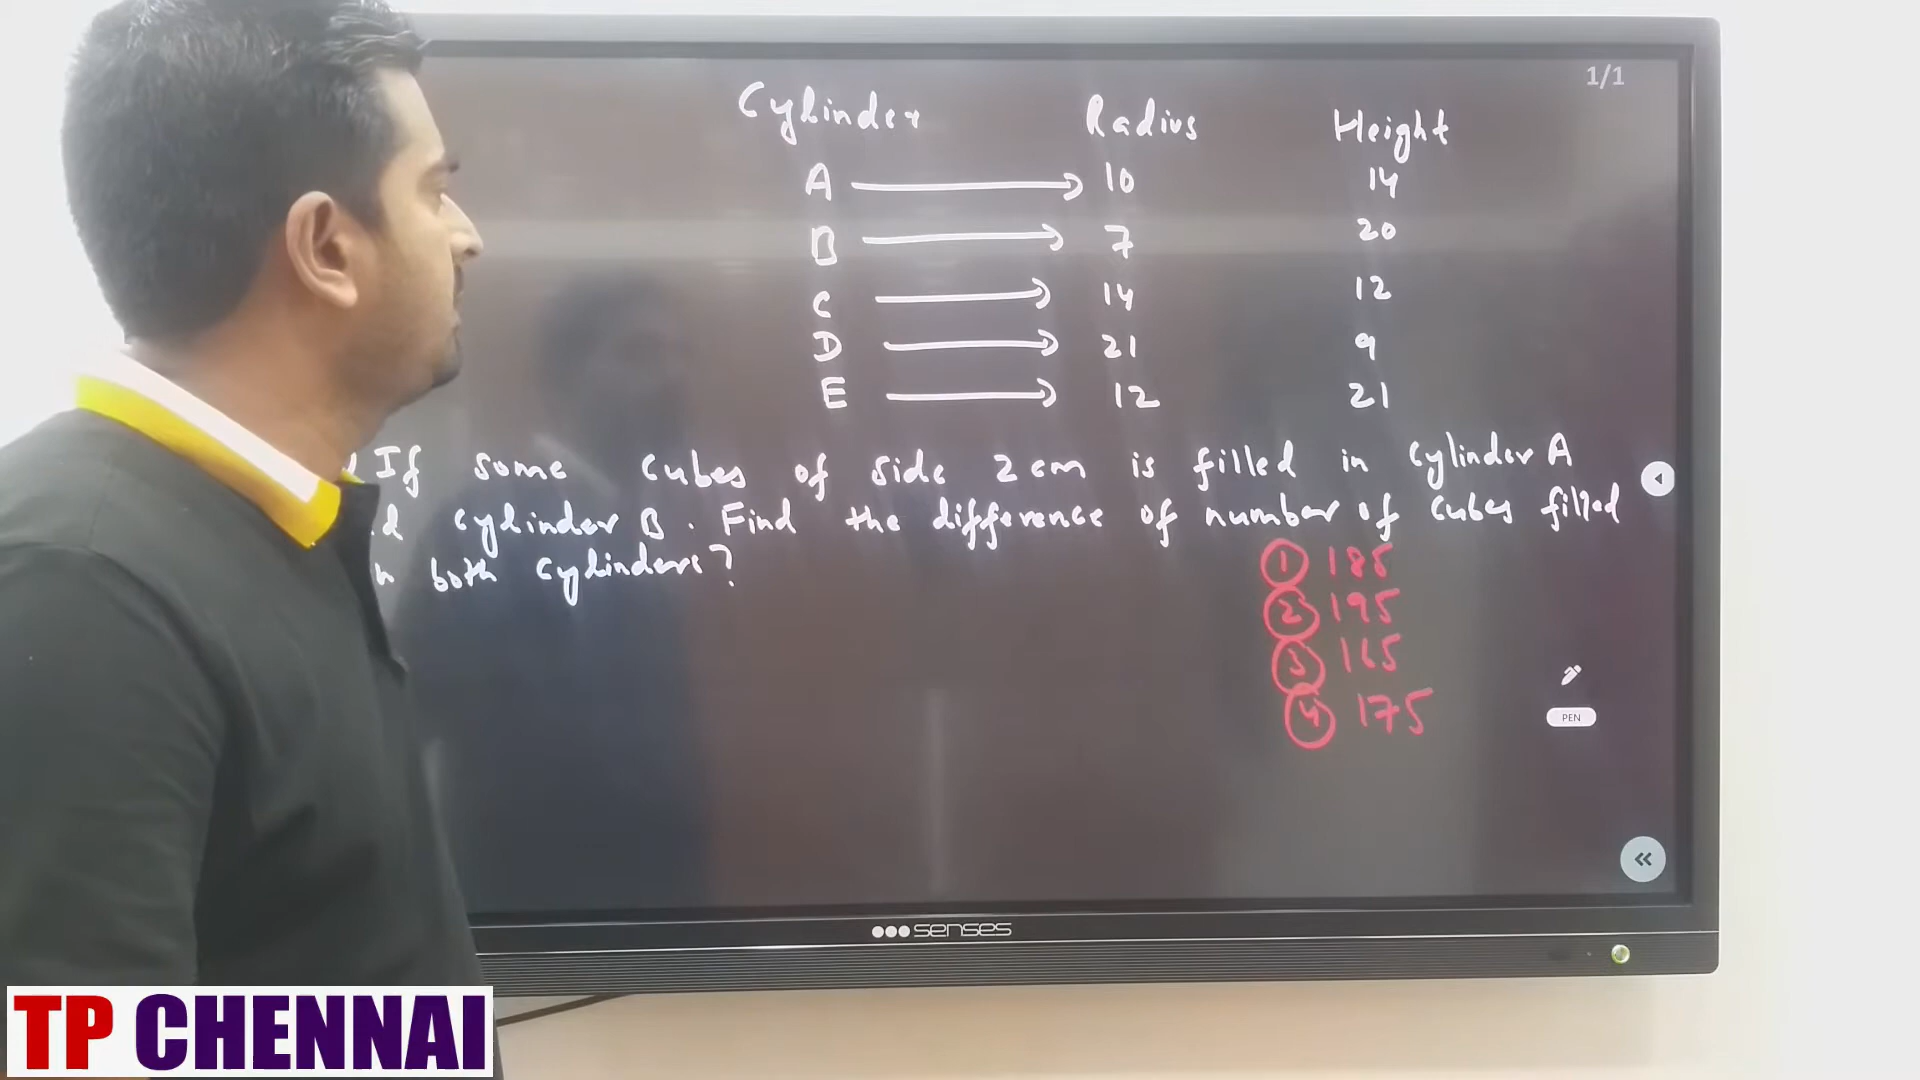 1/1
Cylinder Radius Height
A 10 14
B 7 20
C 14 12
D 21 9
E 12 21
If some cubes of side 2 cm is filled in cylinder A
cylinder B. Find the difference of number of cubes filled
both cylinders?
1 185
2 195
3 165
4 175
PEN
senses
TP CHENNAI